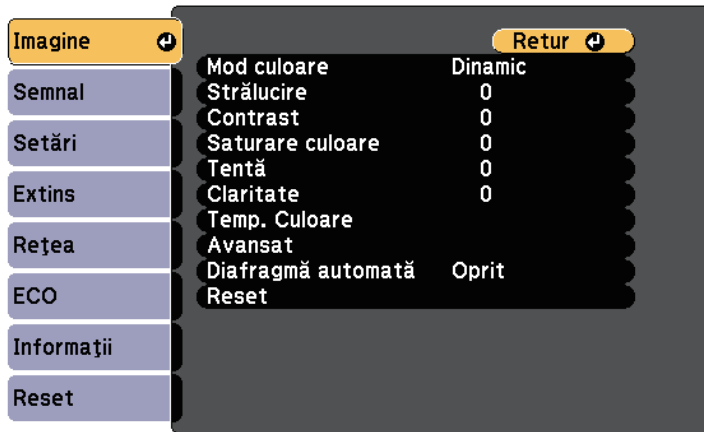 Imagine
Semnal
Setări
Extins
Reţea
ECO
Informaţii
Reset
Retur
Mod culoare Dinamic
Strălucire 0
Contrast 0
Saturare culoare 0
Tentă 0
Claritate 0
Temp. Culoare
Avansat
Diafragmă automată Oprit
Reset